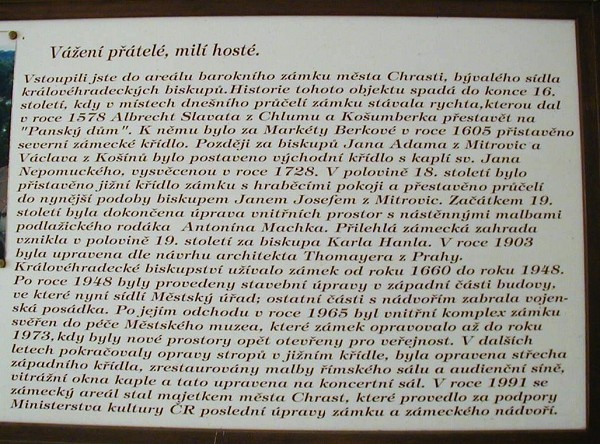 Vážení přátelé, milí hosté.
Vstoupili jste do areálu barokního zámku města Chrasti, bývalého sídla
královéhradeckých biskupů.Historie tohoto objektu spadá do konce 16.
století, kdy v místech dnešního průčelí zámku stávala rychta,kterou dal
v roce 1578 Albrecht Slavata z Chlumu a Košumberka přestavět na
"Panský dům". K němu bylo za Markéty Berkové v roce 1605 přistavěno
severní zámecké křídlo. Později za biskupů Jana Adama z Mitrovic a
Václava z Košínů bylo postaveno východní křídlo s kaplí sv. Jana
Nepomuckého, vysvěcenou v roce 1728. V polovině 18. století bylo
přistavěno jižní křídlo zámku s hraběcími pokoji a přestavěno průčelí
do nynější podoby biskupem Janem Josefem z Mitrovic. Začátkem 19.
století byla dokončena úprava vnitřních prostor s nástěnnými malbami
podlažického rodáka Antonína Machka. Přilehlá zámecká zahrada
vznikla v polovině 19. století za biskupa Karla Hanla. V roce 1903
byla upravena dle návrhu architekta Thomayera z Prahy.
Královéhradecké biskupství užívalo zámek od roku 1660 do roku 1948.
Po roce 1948 byly provedeny stavební úpravy v západní části budovy,
ve které nyní sídlí Městský úřad; ostatní části s nádvořím zabrala vojen-
ská posádka. Po jejím odchodu v roce 1965 byl vnitřní komplex zámku
svěřen do péče Městského muzea, které zámek opravovalo až do roku
1973,kdy byly nové prostory opět otevřeny pro veřejnost. V dalších
letech pokračovaly opravy stropů v jižním křídle, byla opravena střecha
západního křídla, zrestaurovány malby římského sálu a audienční síně,
vitrážní okna kaple a tato upravena na koncertní sál. V roce 1991 se
zámecký areál stal majetkem města Chrast, které provedlo za podpory
Ministerstva kultury ČR poslední úpravy zámku a zámeckého nádvoří.